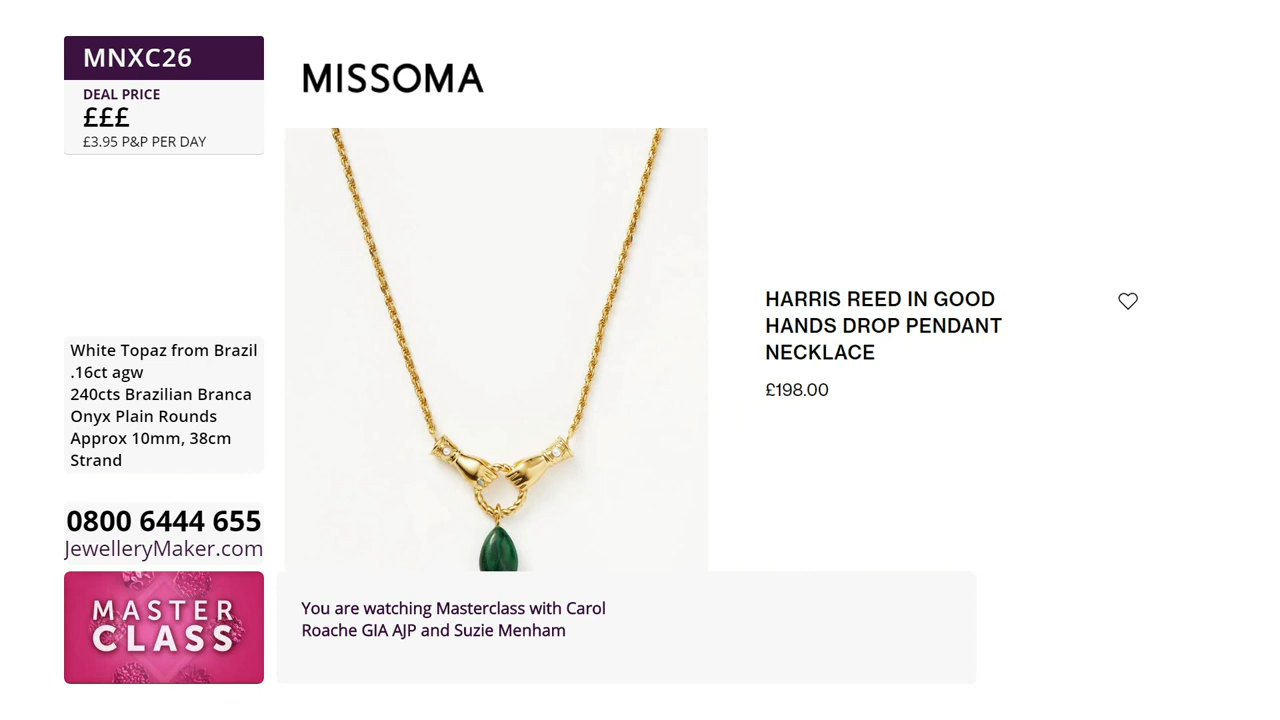 MNXC26
DEAL PRICE
£££
£3.95 P&P PER DAY
MISSOMA
HARRIS REED IN GOOD
HANDS DROP PENDANT
NECKLACE
£198.00
White Topaz from Brazil
.16ct agw
240cts Brazilian Branca
Onyx Plain Rounds
Approx 10mm, 38cm
Strand
0800 6444 655
JewelleryMaker.com
MASTER
CLASS
You are watching Masterclass with Carol
Roache GIA AJP and Suzie Menham